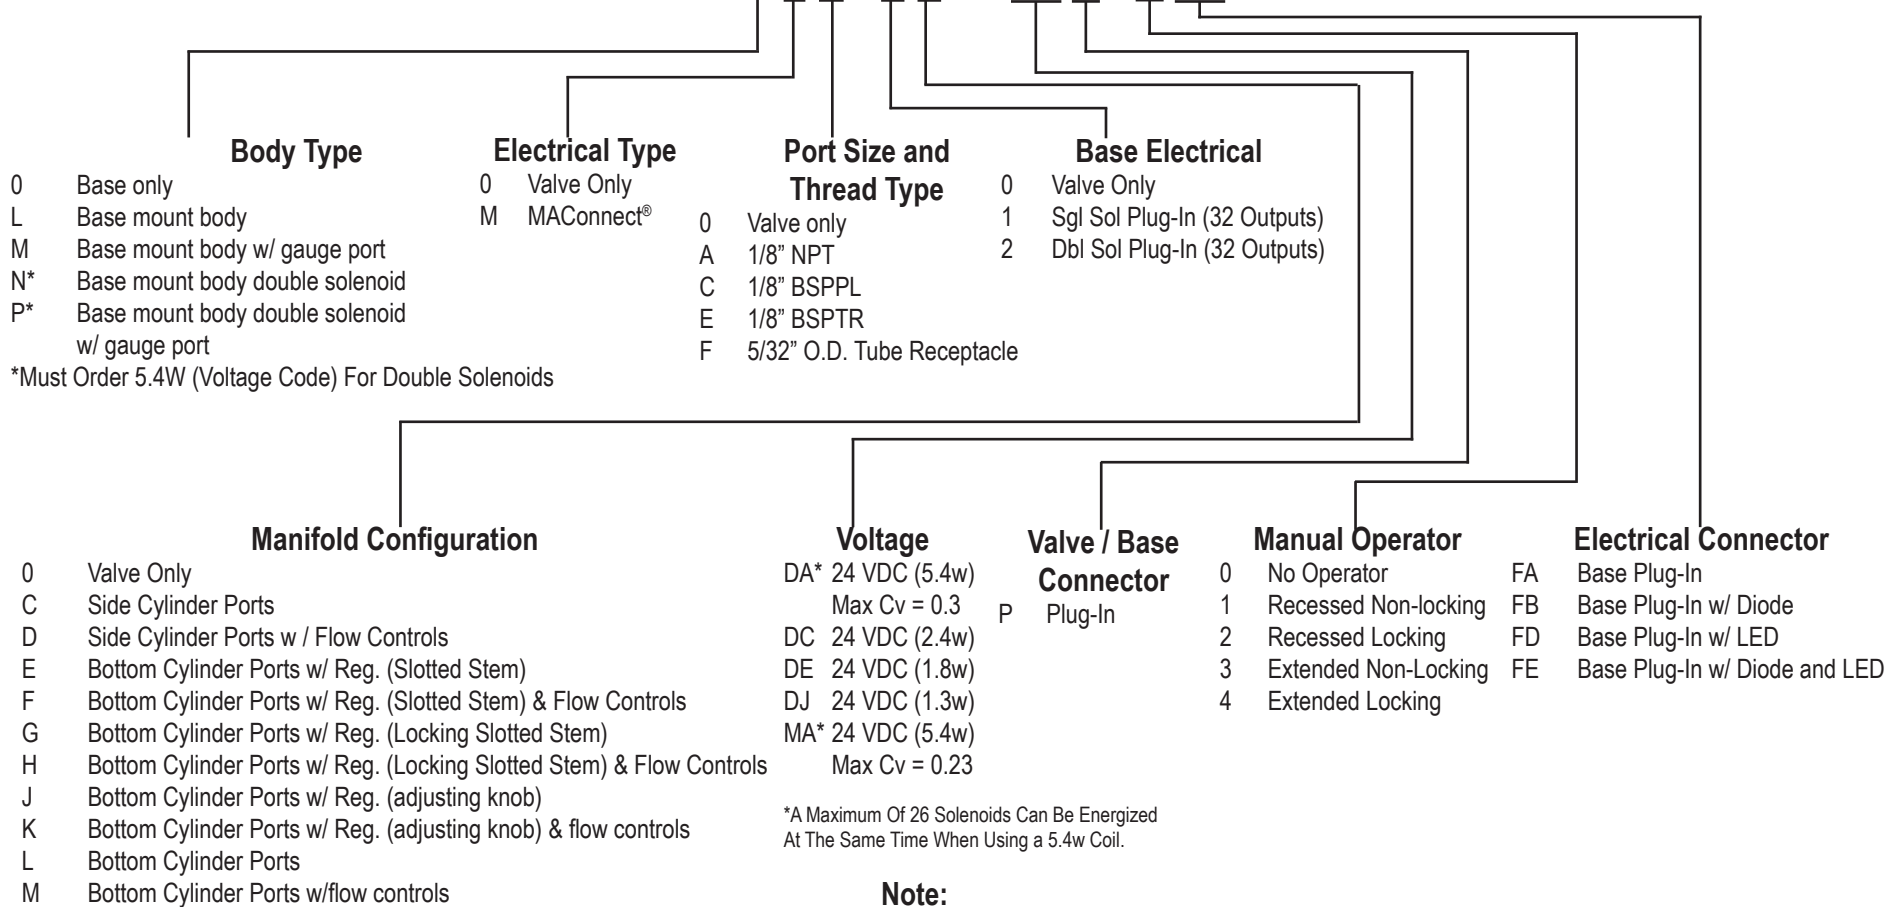 Body Type
0 Base only
L Base mount body
M Base mount body w/ gauge port
N* Base mount body double solenoid
P* Base mount body double solenoid
w/ gauge port
*Must Order 5.4W (Voltage Code) For Double Solenoids
Electrical Type
0 Valve Only
M MAConnect®
Port Size and
Thread Type
0 Valve only
A 1/8” NPT
C 1/8” BSPPL
E 1/8” BSPTR
F 5/32” O.D. Tube Receptacle
Base Electrical
0 Valve Only
1 Sgl Sol Plug-In (32 Outputs)
2 Dbl Sol Plug-In (32 Outputs)
Manifold Configuration
0 Valve Only
C Side Cylinder Ports
D Side Cylinder Ports w / Flow Controls
E Bottom Cylinder Ports w/ Reg. (Slotted Stem)
F Bottom Cylinder Ports w/ Reg. (Slotted Stem) & Flow Controls
G Bottom Cylinder Ports w/ Reg. (Locking Slotted Stem)
H Bottom Cylinder Ports w/ Reg. (Locking Slotted Stem) & Flow Controls
J Bottom Cylinder Ports w/ Reg. (adjusting knob)
K Bottom Cylinder Ports w/ Reg. (adjusting knob) & flow controls
L Bottom Cylinder Ports
M Bottom Cylinder Ports w/flow controls
Voltage
DA* 24 VDC (5.4w)
Max Cv = 0.3
DC 24 VDC (2.4w)
DE 24 VDC (1.8w)
DJ 24 VDC (1.3w)
MA* 24 VDC (5.4w)
Max Cv = 0.23
*A Maximum Of 26 Solenoids Can Be Energized
At The Same Time When Using a 5.4w Coil.
Note:
Valve / Base
Connector
P Plug-In
Manual Operator
0 No Operator
1 Recessed Non-locking
2 Recessed Locking
3 Extended Non-Locking
4 Extended Locking
Electrical Connector
FA Base Plug-In
FB Base Plug-In w/ Diode
FD Base Plug-In w/ LED
FE Base Plug-In w/ Diode and LED